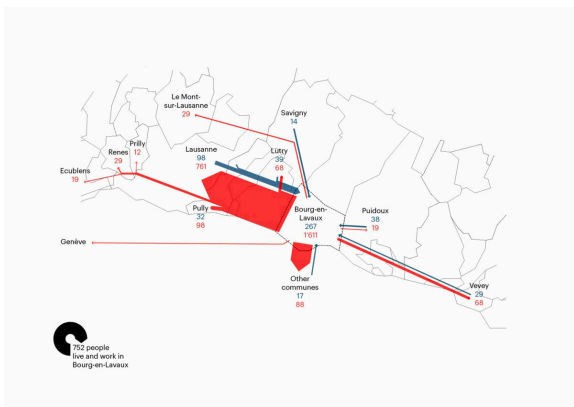 Le Mont-
sur-Lausanne
29
Savigny
14
Prilly
12
Renes
29
Lausanne
98
761
Lutry
39
68
Ecublens
19
Bourg-en-
Lavaux
267
1'611
Puidoux
38
19
Pully
32
98
Genève
Other
communes
17
88
Vevey
29
68
752 people
live and work in
Bourg-en-Lavaux